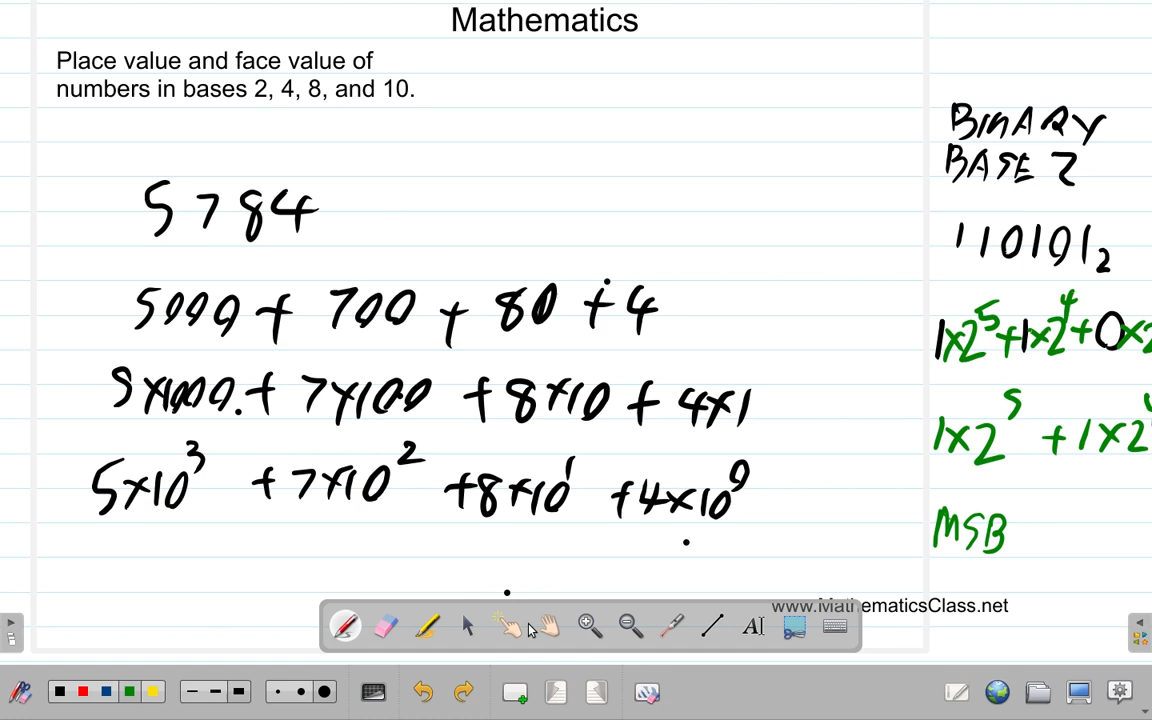 Mathematics
Place value and face value of
numbers in bases 2, 4, 8, and 10.
5784
5000 + 700 + 80 + 4
5×1000 + 7×100 + 8×10 + 4×1
5×10³ + 7×10² + 8×10¹ + 4×10⁰
BINARY
BASE 2
110101₂
1×2⁵+1×2⁴+0×2
1×2⁵ + 1×2
MSB
www.MathematicsClass.net
AI